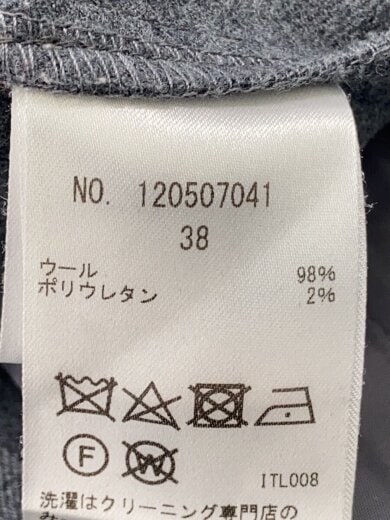 NO. 120507041
38
ウール 98%
ポリウレタン 2%
F W
ITL008
洗濯はクリーニング専門店の